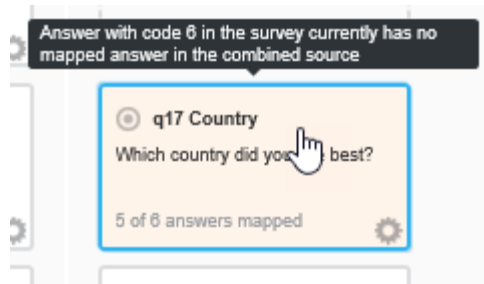 Answer with code 6 in the survey currently has no
mapped answer in the combined source
q17 Country
Which country did you best?
5 of 6 answers mapped